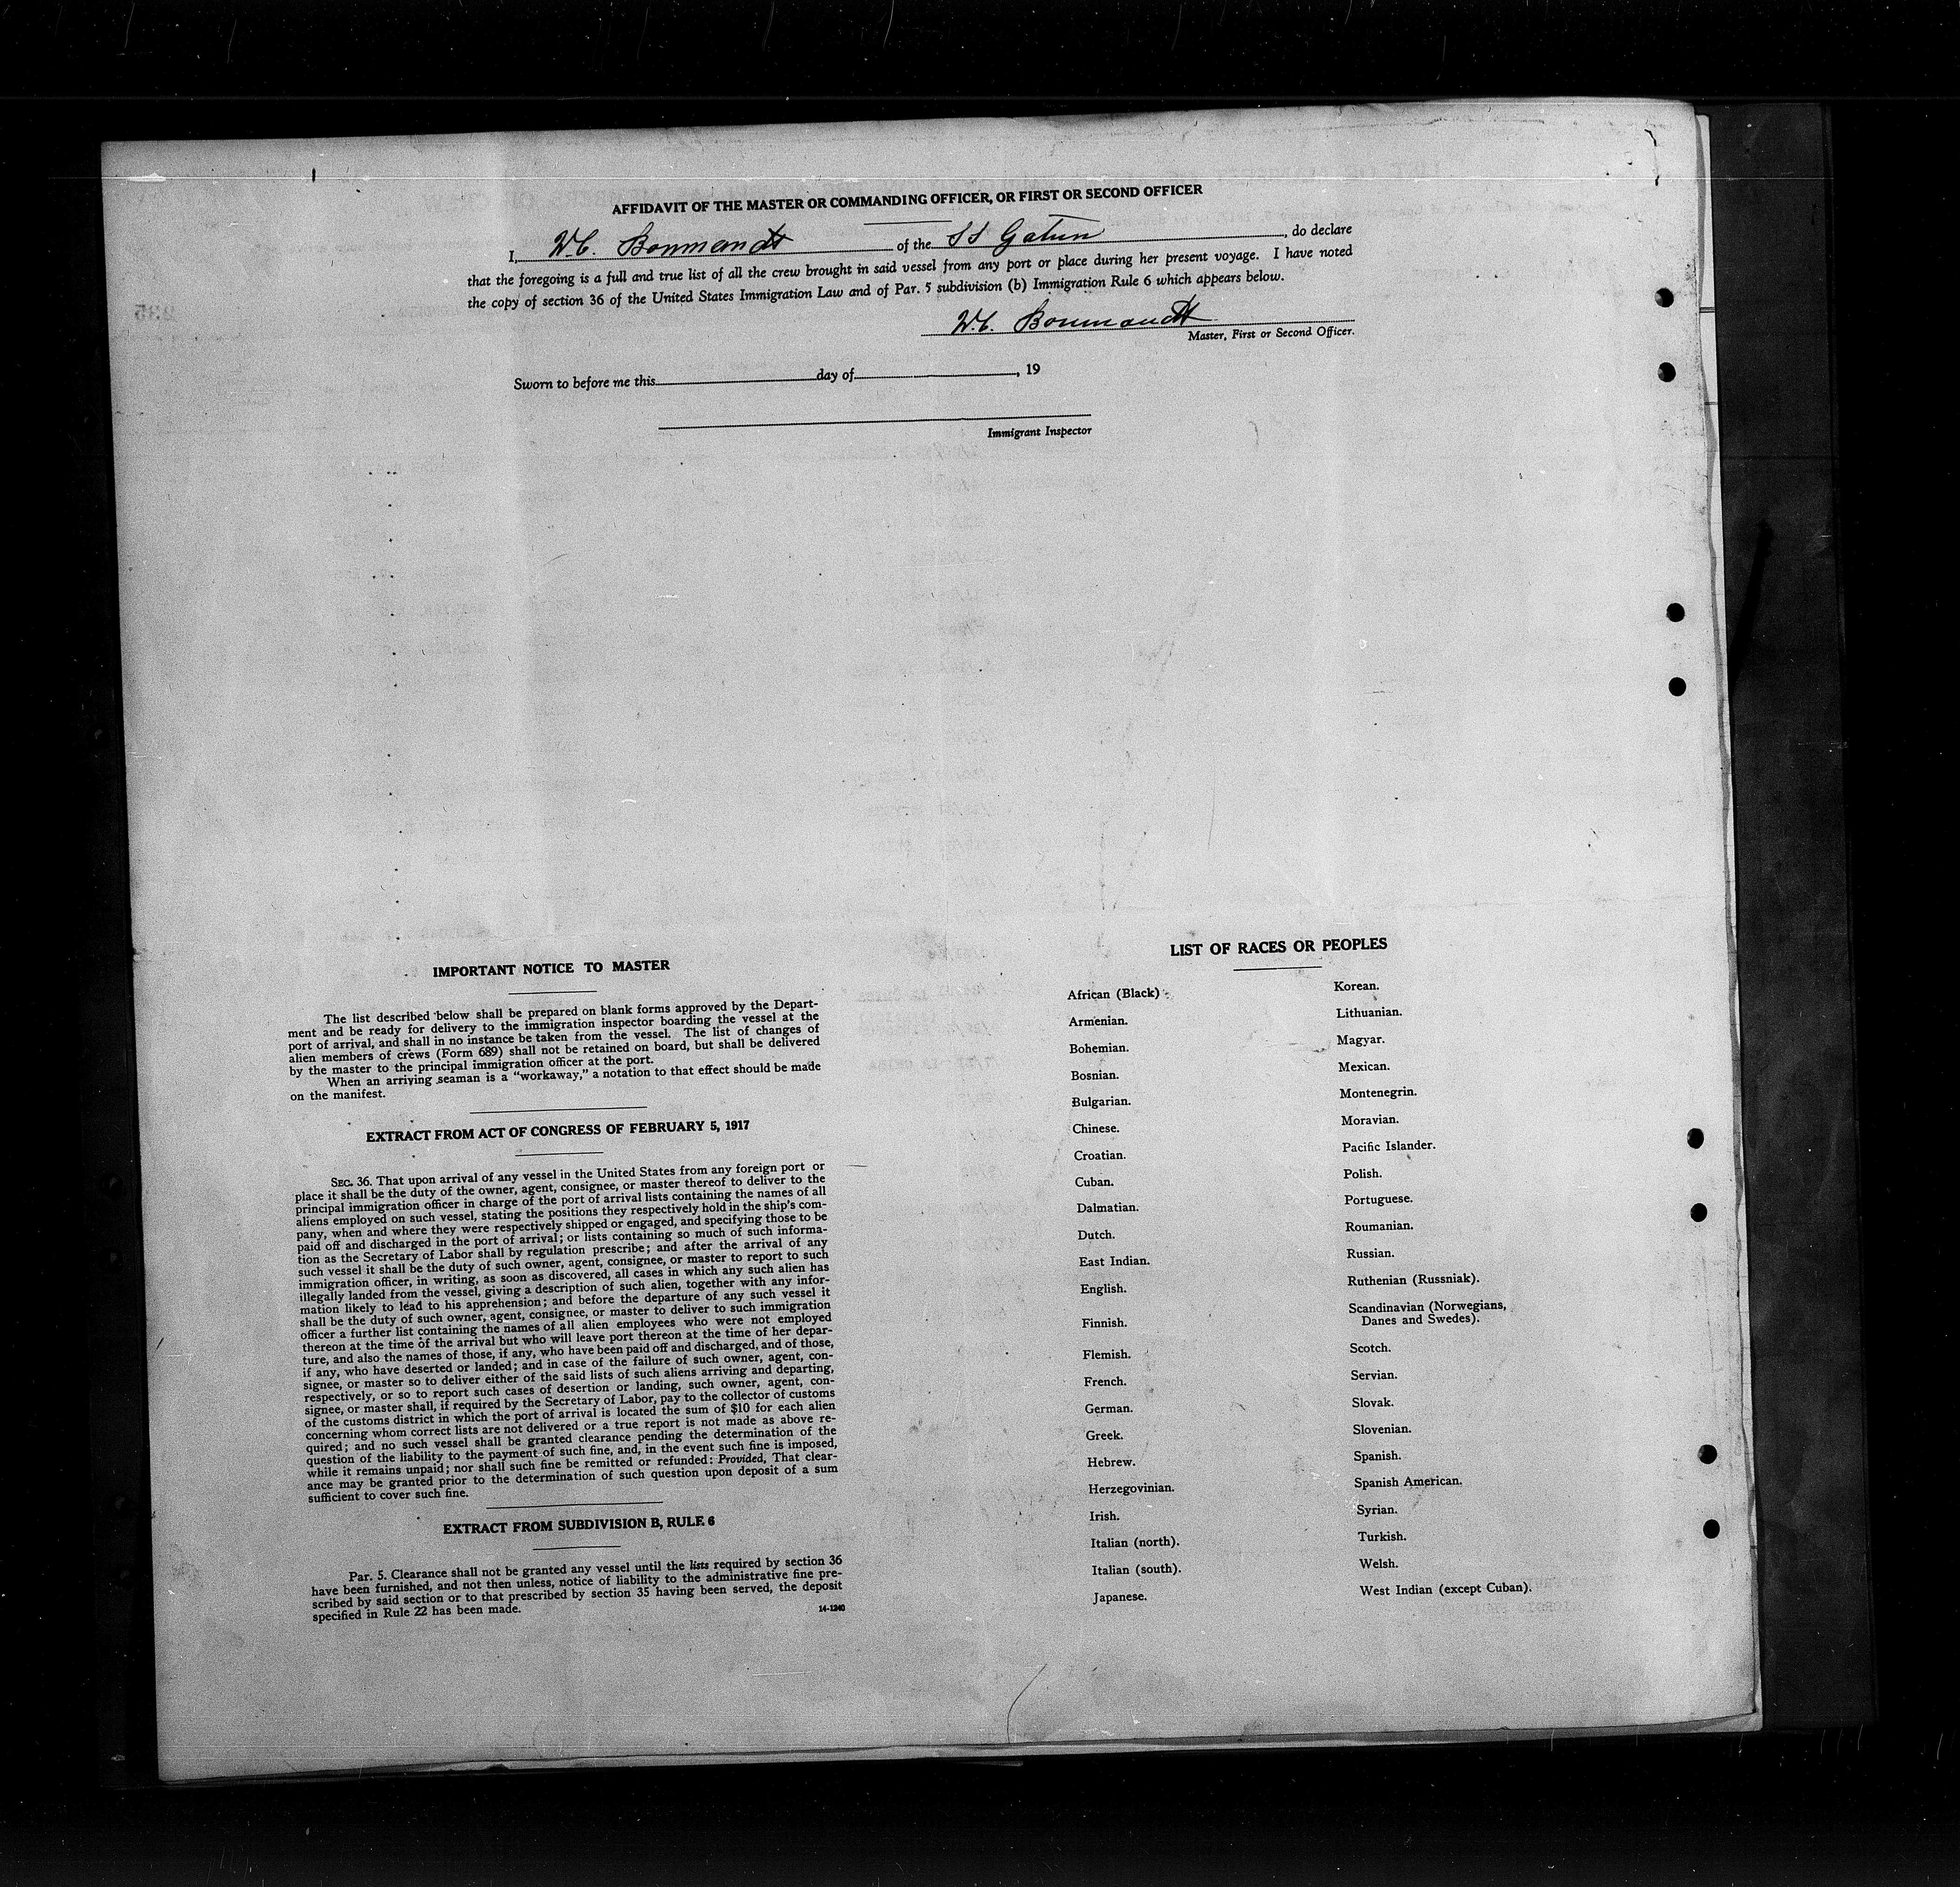 AFFIDAVIT OF THE MASTER OR COMMANDING OFFICER, OR FIRST OR SECOND OFFICER
I, W.C. of the SS Gatun, do declare
that the foregoing is a full and true list of all the crew brought in said vessel from any port or place during her present voyage. I have noted
the copy of section 36 of the United States Immigration Law and of Par. 5 subdivision (b) Immigration Rule 6 which appears below.
W.C.
Master, First or Second Officer.
Sworn to before me this day of , 19
Immigrant Inspector
IMPORTANT NOTICE TO MASTER
The list described below shall be prepared on blank forms approved by the Depart-
ment and be ready for delivery to the immigration inspector boarding the vessel at the
port of arrival, and shall in no instance be taken from the vessel. The list of changes of
alien members of crews (Form 689) shall not be retained on board, but shall be delivered
by the master to the principal immigration officer at the port.
When an arriving seaman is a "workaway," a notation to that effect should be made
on the manifest.
EXTRACT FROM ACT OF CONGRESS OF FEBRUARY 5, 1917
SEC. 36. That upon arrival of any vessel in the United States from any foreign port or
place it shall be the duty of the owner, agent, consignee, or master thereof to deliver to the
principal immigration officer in charge of the port of arrival lists containing the names of all
aliens employed on such vessel, stating the positions they respectively hold in the ship's com-
pany, when and where they were respectively shipped or engaged, and specifying those to be
paid off and discharged in the port of arrival; or lists containing so much of such informa-
tion as the Secretary of Labor shall by regulation prescribe; and after the arrival of any
such vessel it shall be the duty of such owner, agent, consignee, or master to report to such
immigration officer, in writing, as soon as discovered, all cases in which any such alien has
illegally landed from the vessel, giving a description of such alien, together with any infor-
mation likely to lead to his apprehension; and before the departure of any such vessel it
shall be the duty of such owner, agent, consignee, or master to deliver to such immigration
officer a further list containing the names of all alien employees who were not employed
thereon at the time of the arrival but who will leave port thereon at the time of her depar-
ture, and also the names of those, if any, who have been paid off and discharged, and of those,
if any, who have deserted or landed; and in case of the failure of such owner, agent, con-
signee, or master so to deliver either of the said lists of such aliens arriving and departing,
respectively, or so to report such cases of desertion or landing, such owner, agent, con-
signee, or master shall, if required by the Secretary of Labor, pay to the collector of customs
of the customs district in which the port of arrival is located the sum of $10 for each alien
concerning whom correct lists are not delivered or a true report is not made as above re-
quired; and no such vessel shall be granted clearance pending the determination of the
question of the liability to the payment of such fine, and, in the event such fine is imposed,
while it remains unpaid; nor shall such fine be remitted or refunded: Provided, That clear-
ance may be granted prior to the determination of such question upon deposit of a sum
sufficient to cover such fine.
EXTRACT FROM SUBDIVISION B, RULE 6
Par. 5. Clearance shall not be granted any vessel until the lists required by section 36
have been furnished, and not then unless, notice of liability to the administrative fine pre-
scribed by said section or to that prescribed by section 35 having been served, the deposit
specified in Rule 22 has been made.
14-1240
LIST OF RACES OR PEOPLES
African (Black)
Armenian.
Bohemian.
Bosnian.
Bulgarian.
Chinese.
Croatian.
Cuban.
Dalmatian.
Dutch.
East Indian.
English.
Finnish.
Flemish.
French.
German.
Greek.
Hebrew.
Herzegovinian.
Irish.
Italian (north).
Italian (south).
Japanese.
Korean.
Lithuanian.
Magyar.
Mexican.
Montenegrin.
Moravian.
Pacific Islander.
Polish.
Portuguese.
Roumanian.
Russian.
Ruthenian (Russniak).
Scandinavian (Norwegians,
Danes and Swedes).
Scotch.
Servian.
Slovak.
Slovenian.
Spanish.
Spanish American.
Syrian.
Turkish.
Welsh.
West Indian (except Cuban).